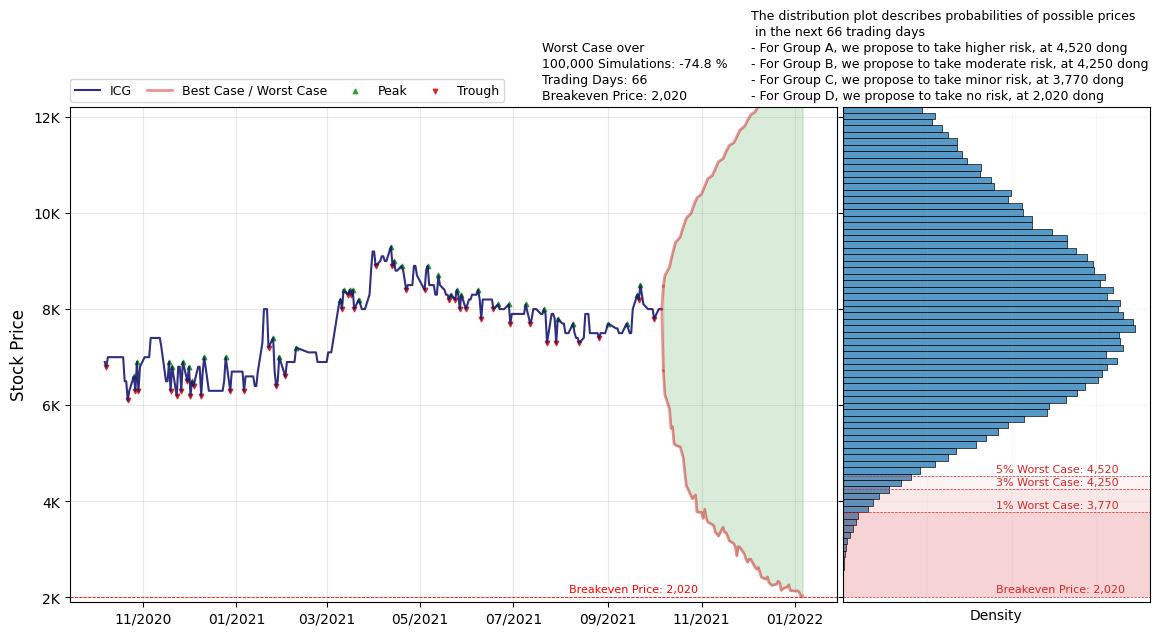 The distribution plot describes probabilities of possible prices
in the next 66 trading days
- For Group A, we propose to take higher risk, at 4,520 dong
- For Group B, we propose to take moderate risk, at 4,250 dong
- For Group C, we propose to take minor risk, at 3,770 dong
- For Group D, we propose to take no risk, at 2,020 dong
Worst Case over
100,000 Simulations: -74.8 %
Trading Days: 66
Breakeven Price: 2,020
ICG
Best Case / Worst Case
Peak
Trough
Stock Price
12K
10K
8K
6K
4K
2K
Breakeven Price: 2,020
11/2020
01/2021
03/2021
05/2021
07/2021
09/2021
11/2021
01/2022
5% Worst Case: 4,520
3% Worst Case: 4,250
1% Worst Case: 3,770
Breakeven Price: 2,020
Density